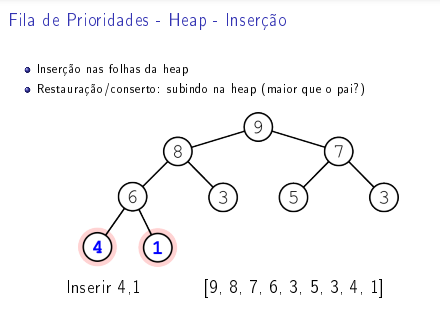 Fila de Prioridades - Heap - Inserção
Inserção nas folhas da heap
Restauração/conserto: subindo na heap (maior que o pai?)
9
8 7
6 3 5 3
4 1
Inserir 4,1 [9, 8, 7, 6, 3, 5, 3, 4, 1]